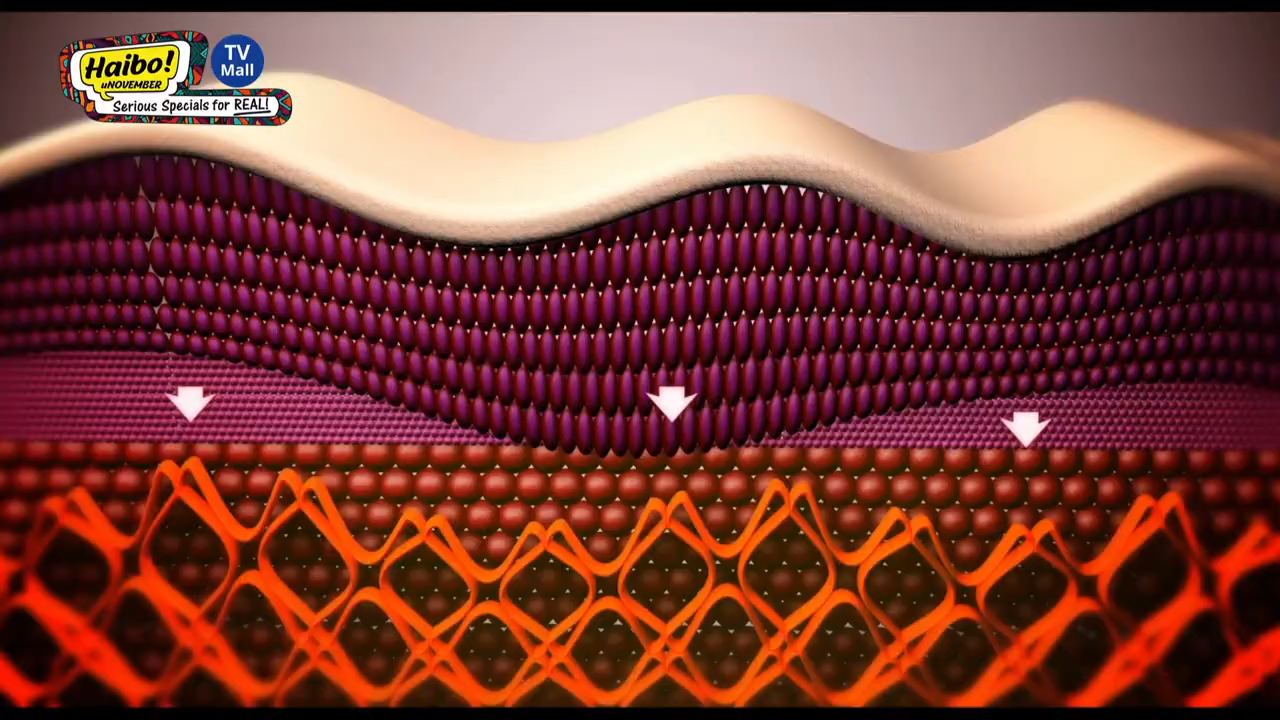 Haibo!
uNOVEMBER
Serious Specials for REAL!
TV
Mall